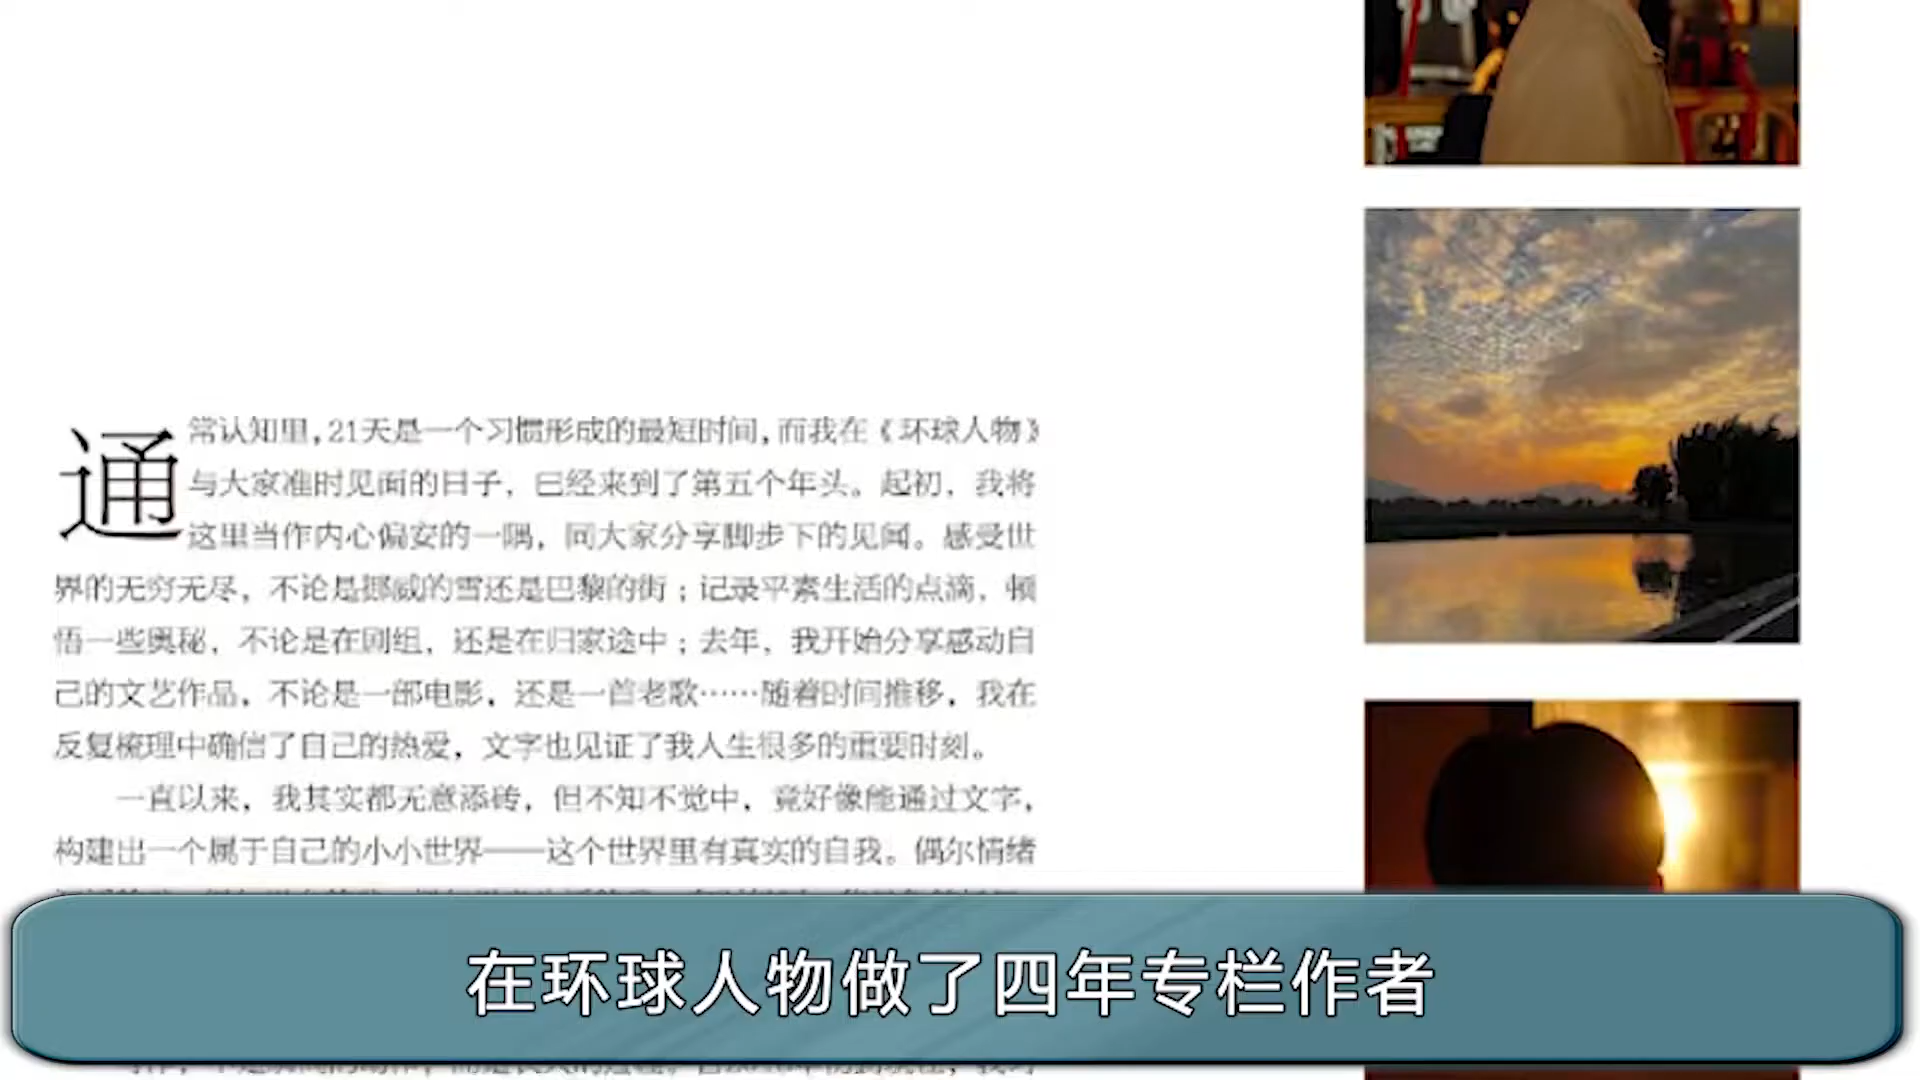 通常认知里，21天是一个习惯形成的最短时间，而我在《环球人物》
与大家准时见面的日子，已经来到了第五个年头。起初，我将
这里当作内心偏安的一隅，同大家分享脚步下的见闻。感受世
界的无穷无尽，不论是挪威的雪还是巴黎的街；记录平素生活的点滴，顿
悟一些奥秘，不论是在剧组，还是在归家途中；去年，我开始分享感动自
己的文艺作品，不论是一部电影，还是一首老歌……随着时间推移，我在
反复梳理中确信了自己的热爱，文字也见证了我人生很多的重要时刻。
一直以来，我其实都无意添砖，但不知不觉中，竟好像能通过文字，
构建出一个属于自己的小小世界——这个世界里有真实的自我。偶尔情绪
在环球人物做了四年专栏作者